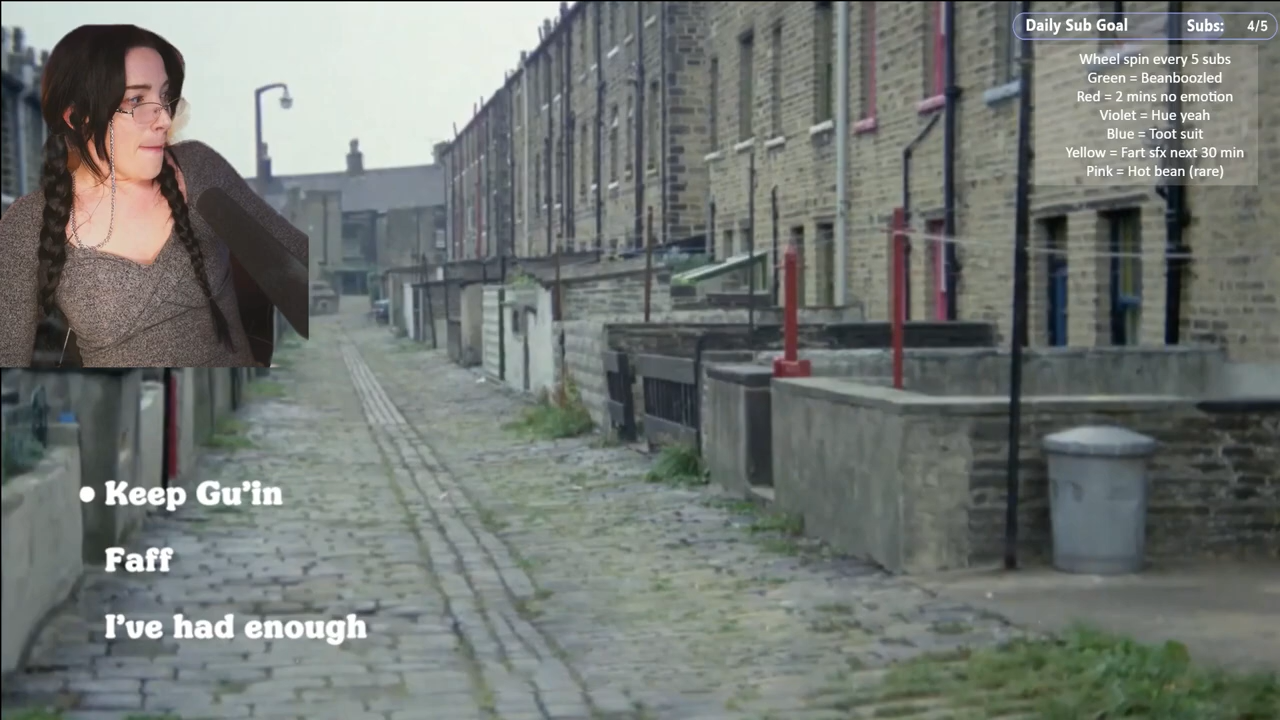 Daily Sub Goal Subs: 4/5
Wheel spin every 5 subs
Green = Beanboozled
Red = 2 mins no emotion
Violet = Hue yeah
Blue = Toot suit
Yellow = Fart sfx next 30 min
Pink = Hot bean (rare)
Keep Gu'in
Faff
I've had enough